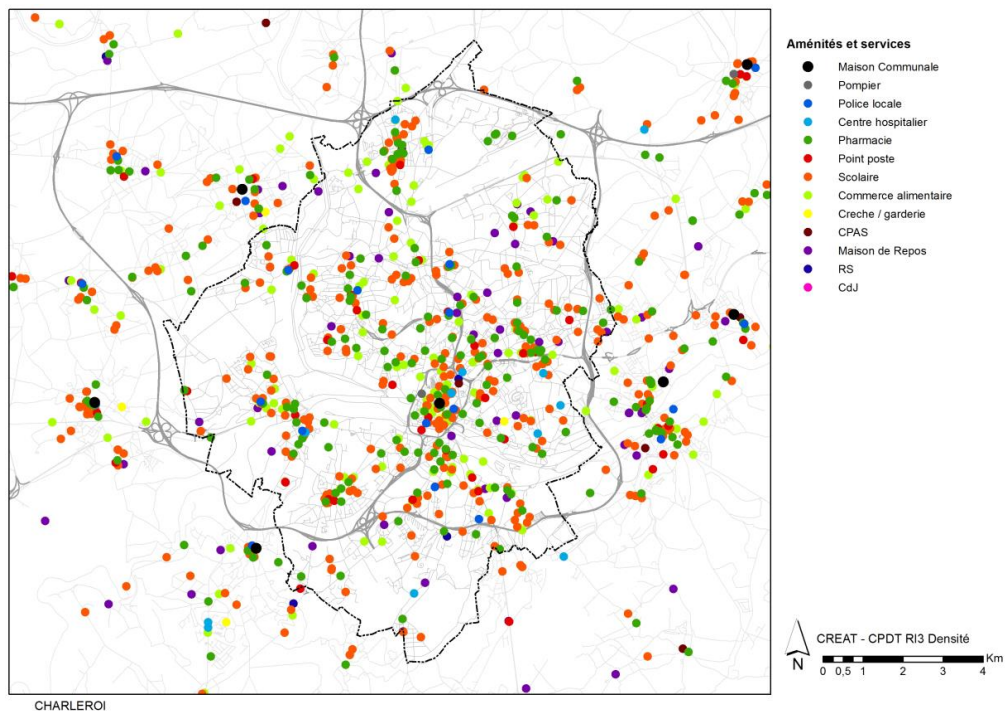 Aménités et services
Maison Communale
Pompier
Police locale
Centre hospitalier
Pharmacie
Point poste
Scolaire
Commerce alimentaire
Creche / garderie
CPAS
Maison de Repos
RS
CdJ
CREAT - CPDT RI3 Densité
N
Km
0 0,5 1 2 3 4
CHARLEROI